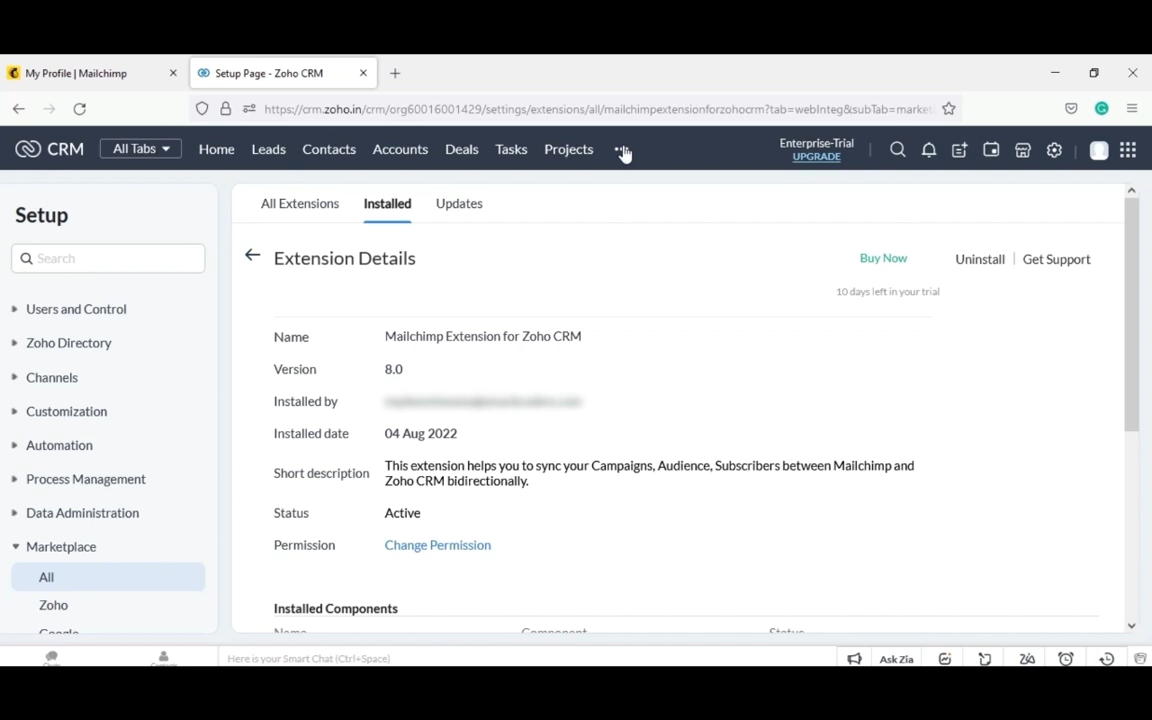 My Profile | Mailchimp
Setup Page - Zoho CRM
https://crm.zoho.in/crm/org60016001429/settings/extensions/all/mailchimpextensionforzohocrm?tab=webInteg&subTab=market
CRM
All Tabs
Home
Leads
Contacts
Accounts
Deals
Tasks
Projects
Enterprise-Trial
UPGRADE
Setup
Search
Users and Control
Zoho Directory
Channels
Customization
Automation
Process Management
Data Administration
Marketplace
All
Zoho
Google
All Extensions
Installed
Updates
Extension Details
Buy Now
Uninstall
Get Support
10 days left in your trial
Name Mailchimp Extension for Zoho CRM
Version 8.0
Installed by
Installed date 04 Aug 2022
Short description This extension helps you to sync your Campaigns, Audience, Subscribers between Mailchimp and
Zoho CRM bidirectionally.
Status Active
Permission Change Permission
Installed Components
Name Component Status
Here is your Smart Chat (Ctrl+Space)
Ask Zia